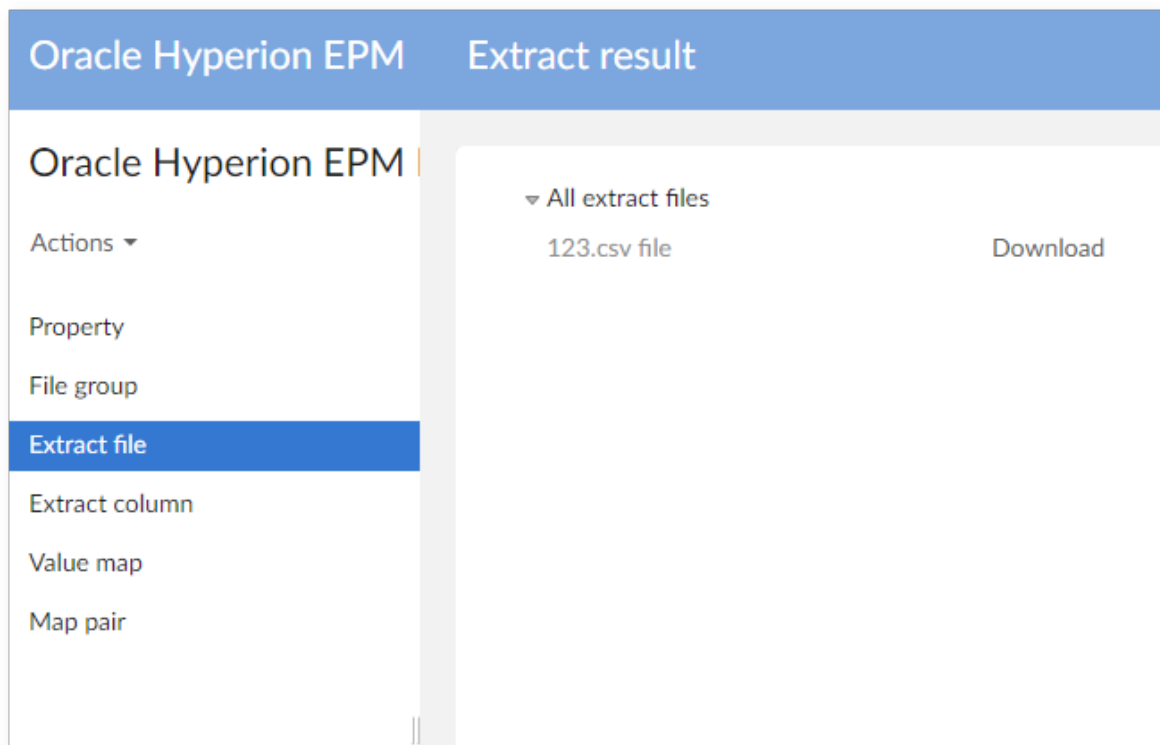 Oracle Hyperion EPM
Extract result
Oracle Hyperion EPM
Actions
Property
File group
Extract file
Extract column
Value map
Map pair
All extract files
123.csv file
Download